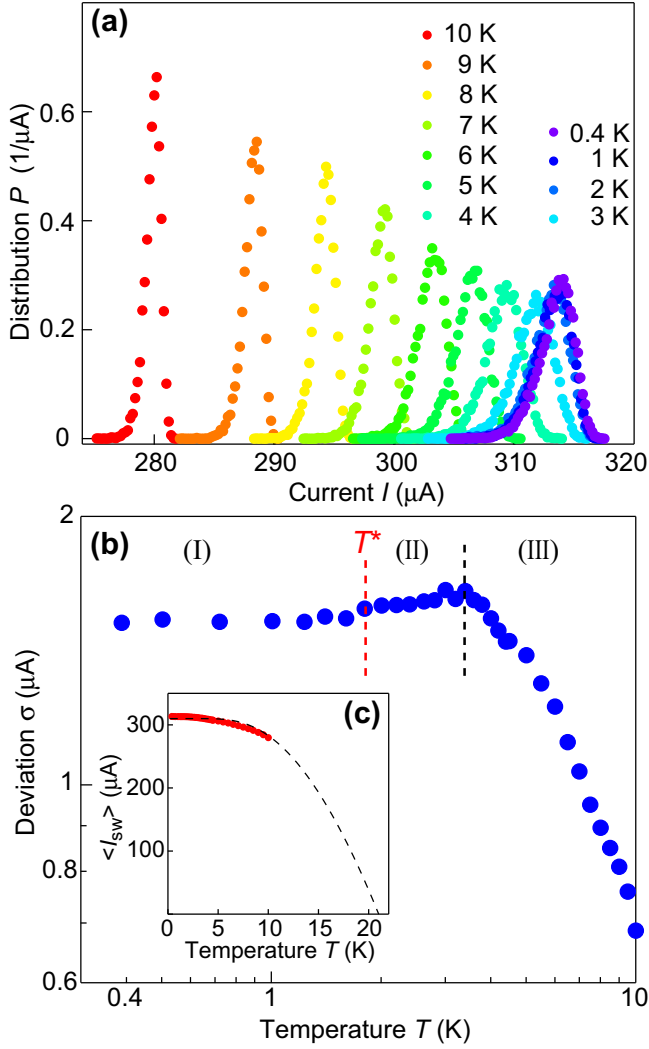 (a)
10 K
9 K
8 K
7 K
6 K
5 K
4 K
0.4 K
1 K
2 K
3 K
Distribution P (1/μA)
0.6
0.4
0.2
0
280
290
300
310
320
Current I (μA)
(b)
(I)
T*
(II)
(III)
Deviation σ (μA)
2
1
0.8
0.6
0.4
1
10
Temperature T (K)
(c)
<Isw> (μA)
300
200
100
0
5
10
15
20
Temperature T (K)